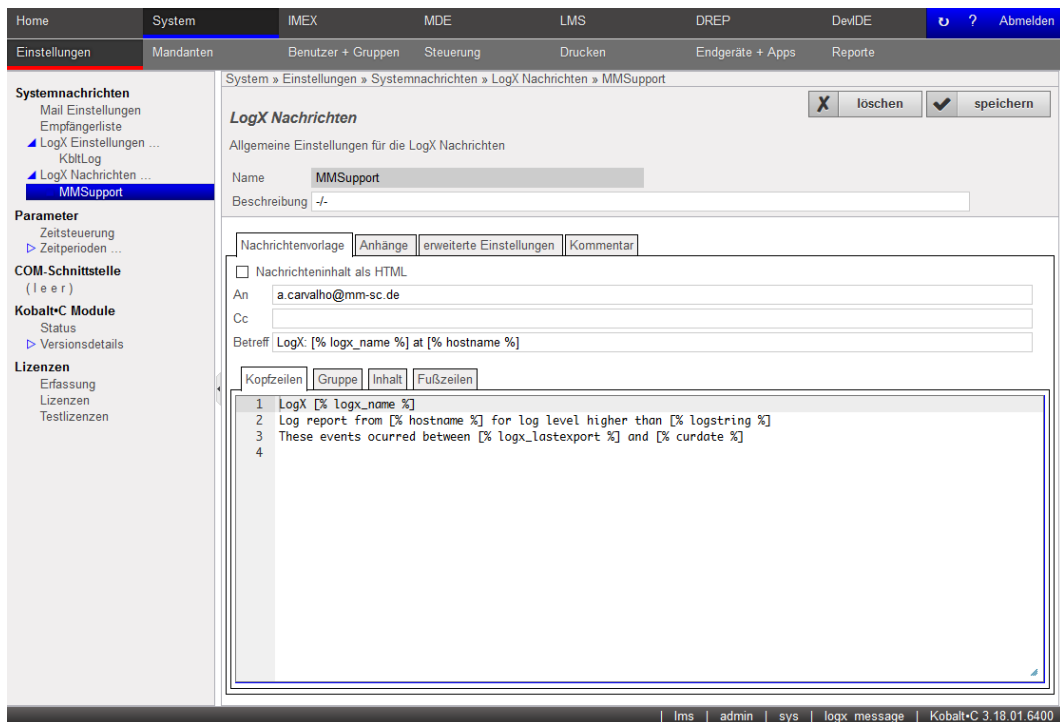 Home System IMEX MDE LMS DREP DevIDE ? Abmelden
Einstellungen Mandanten Benutzer + Gruppen Steuerung Drucken Endgeräte + Apps Reporte
System » Einstellungen » Systemnachrichten » LogX Nachrichten » MMSupport
Systemnachrichten
Mail Einstellungen
Empfängerliste
LogX Einstellungen ...
KbltLog
LogX Nachrichten ...
MMSupport
Parameter
Zeitsteuerung
Zeitperioden ...
COM-Schnittstelle
(leer)
Kobalt•C Module
Status
Versionsdetails
Lizenzen
Erfassung
Lizenzen
Testlizenzen
X löschen speichern
LogX Nachrichten
Allgemeine Einstellungen für die LogX Nachrichten
Name MMSupport
Beschreibung -/-
Nachrichtenvorlage Anhänge erweiterte Einstellungen Kommentar
Nachrichteninhalt als HTML
An a.carvalho@mm-sc.de
Cc
Betreff LogX: [% logx_name %] at [% hostname %]
Kopfzeilen Gruppe Inhalt Fußzeilen
1 LogX [% logx_name %]
2 Log report from [% hostname %] for log level higher than [% logstring %]
3 These events ocurred between [% logx_lastexport %] and [% curdate %]
4
| lms | admin | sys | logx_message | Kobalt•C 3.18.01.6400